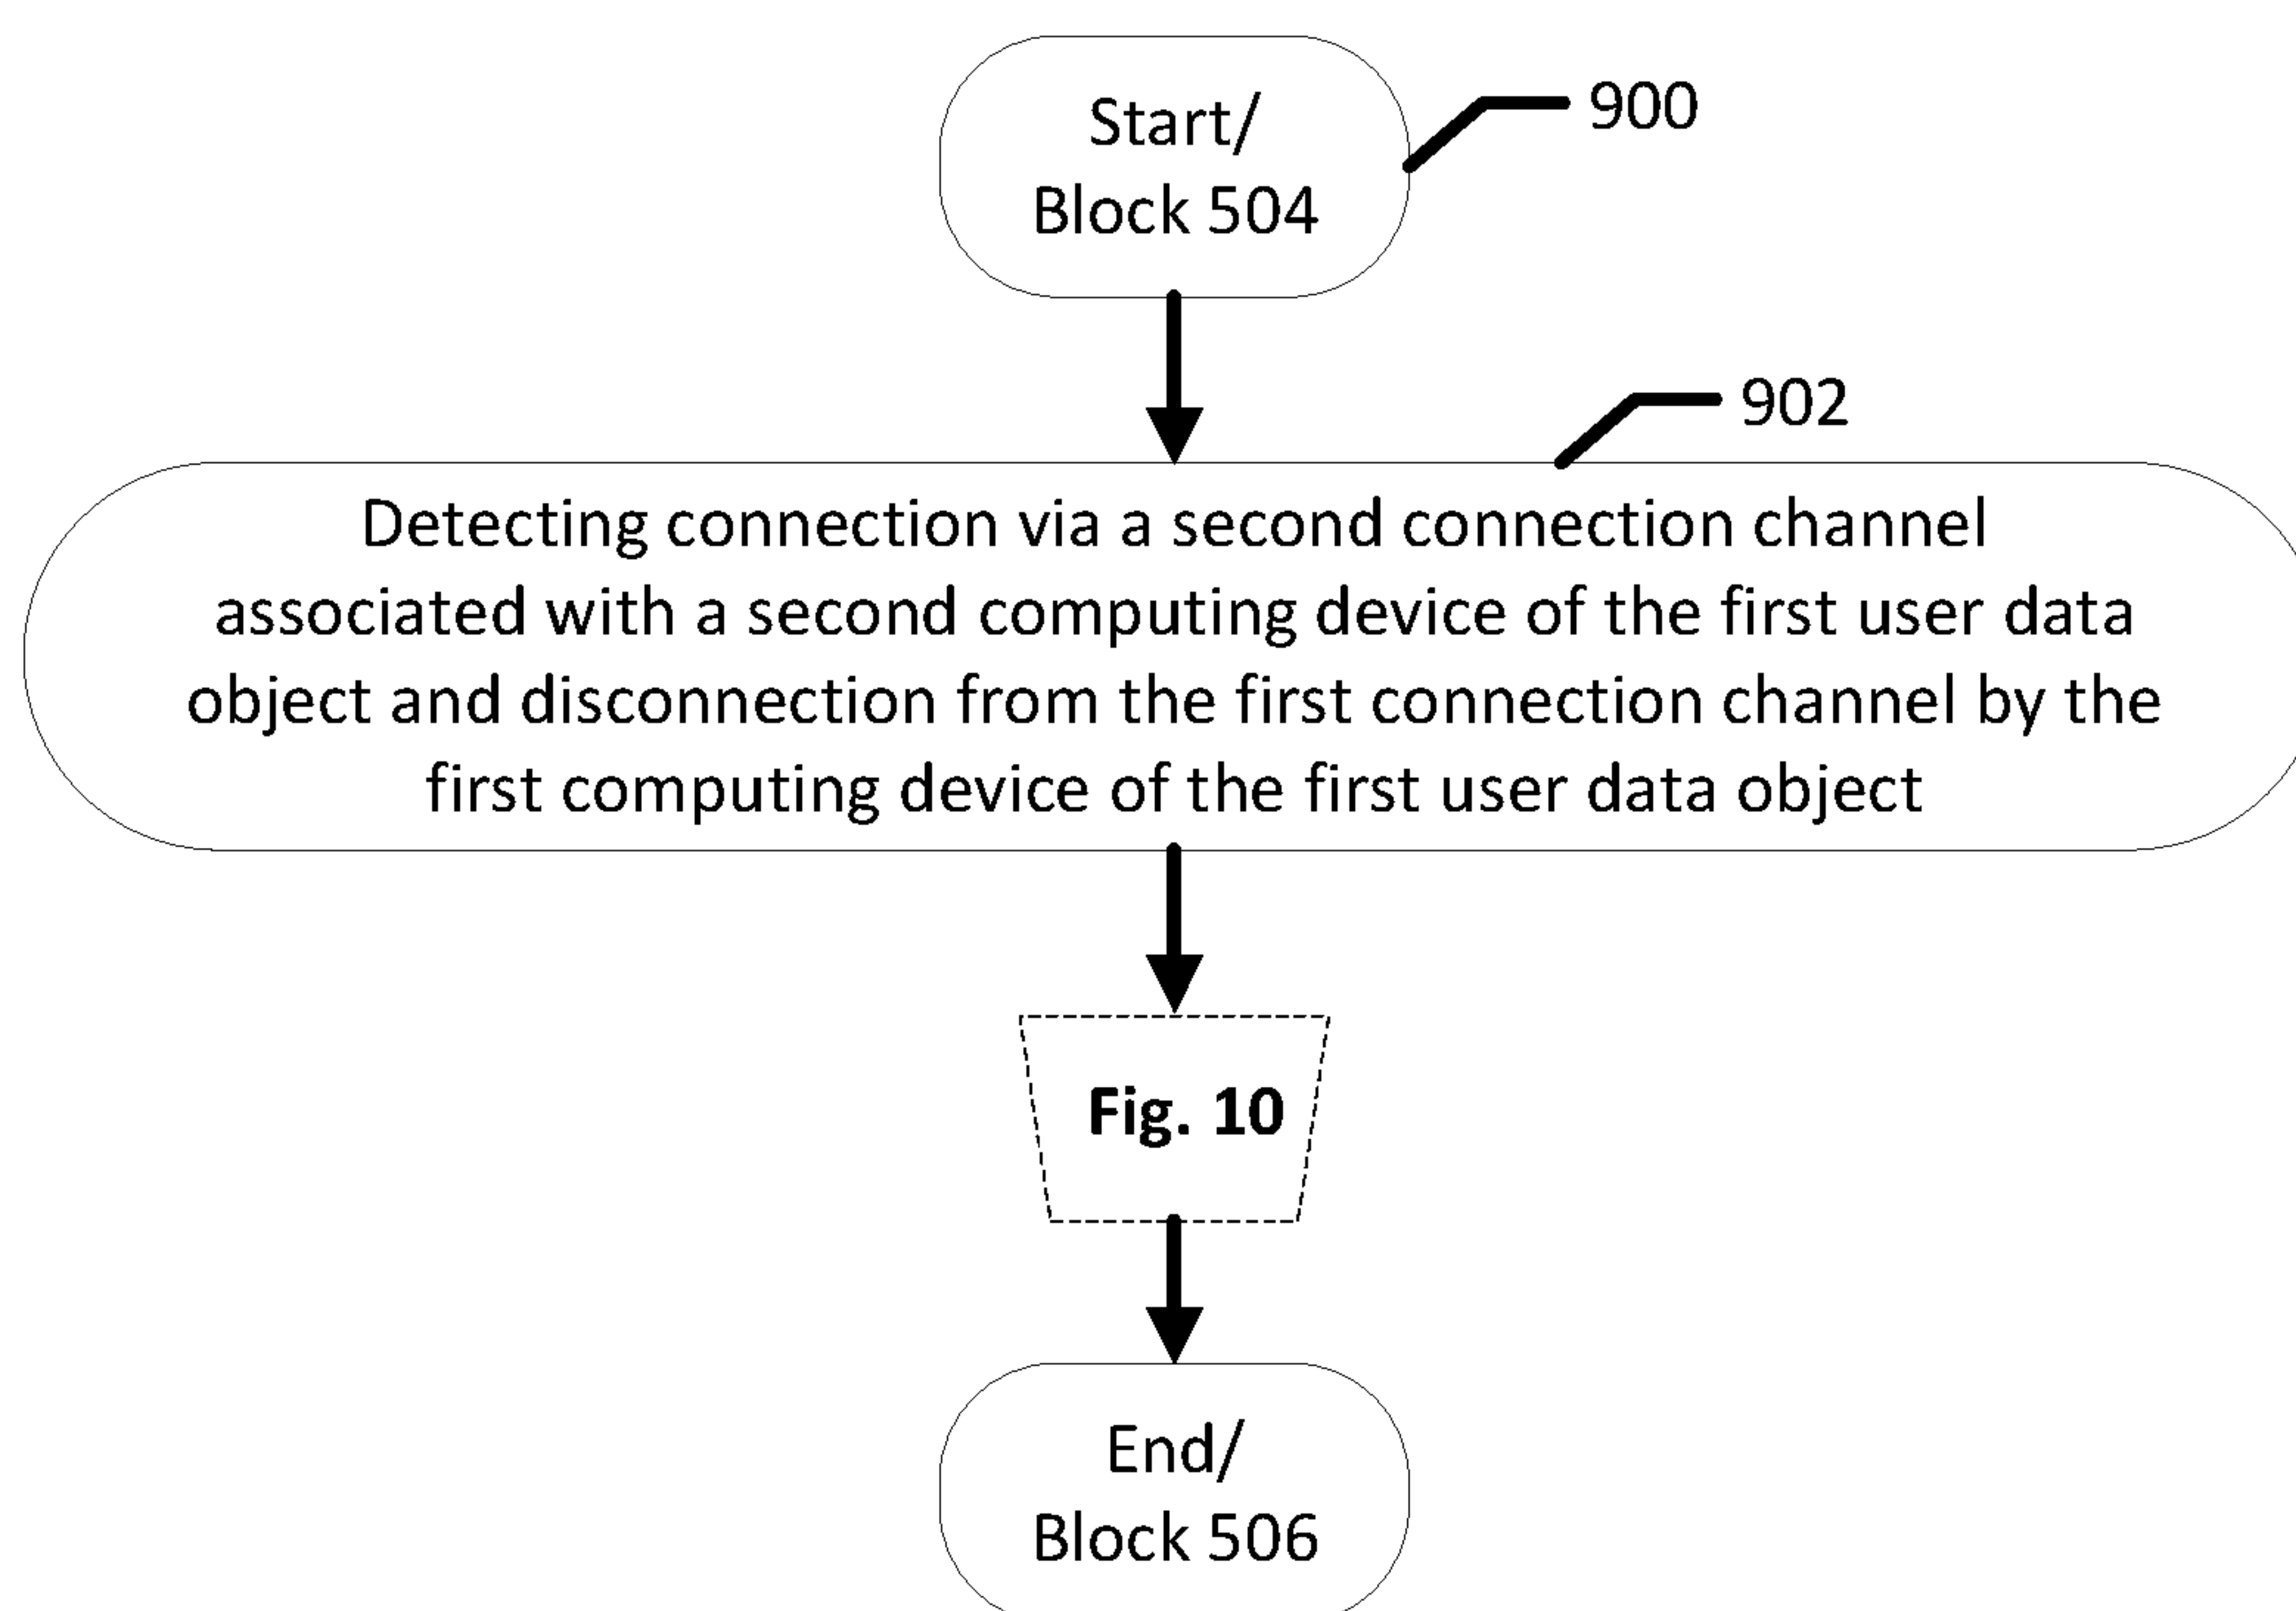 Start/
Block 504
900
902
Detecting connection via a second connection channel
associated with a second computing device of the first user data
object and disconnection from the first connection channel by the
first computing device of the first user data object
Fig. 10
End/
Block 506